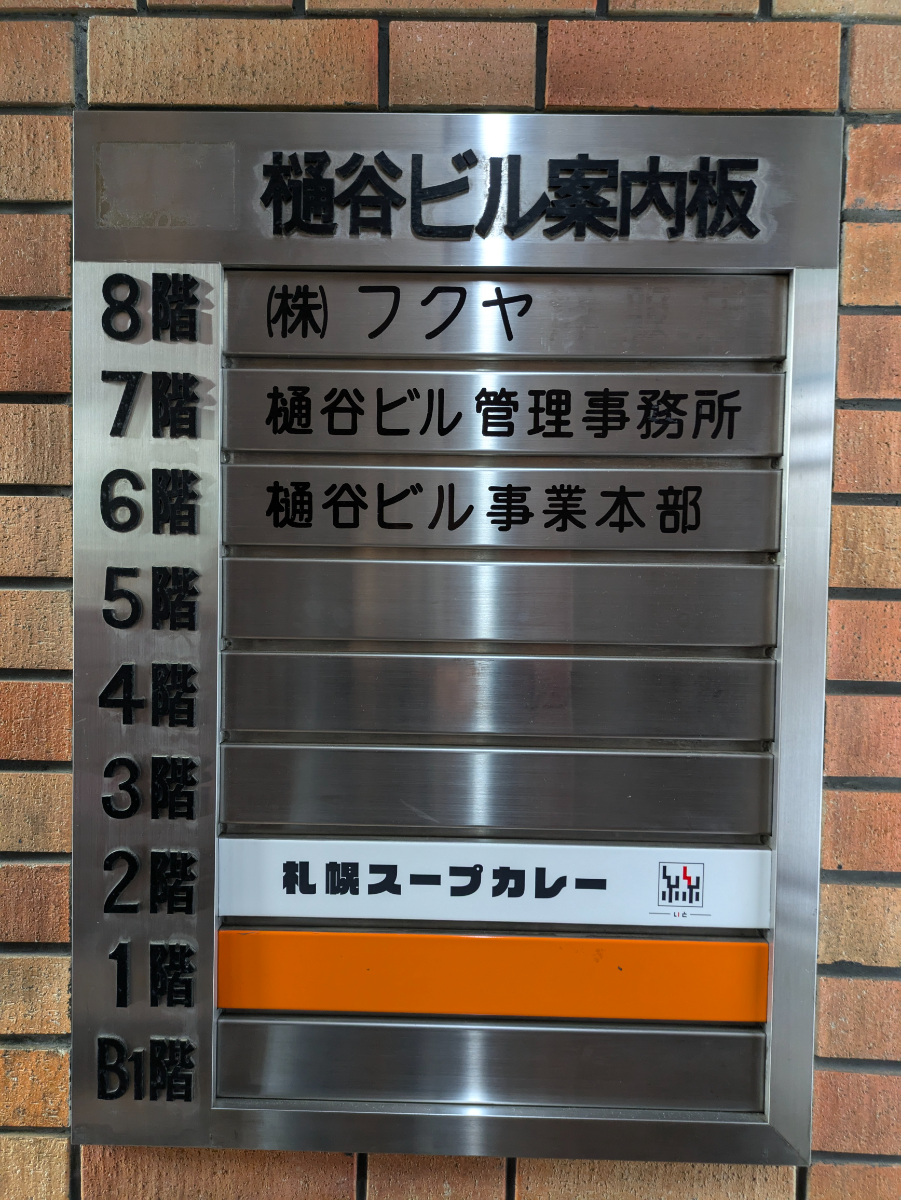 樋谷ビル案内板
8階 ㈱ フクヤ
7階 樋谷ビル管理事務所
6階 樋谷ビル事業本部
5階
4階
3階
2階 札幌スープカレー
いと
1階
B1階